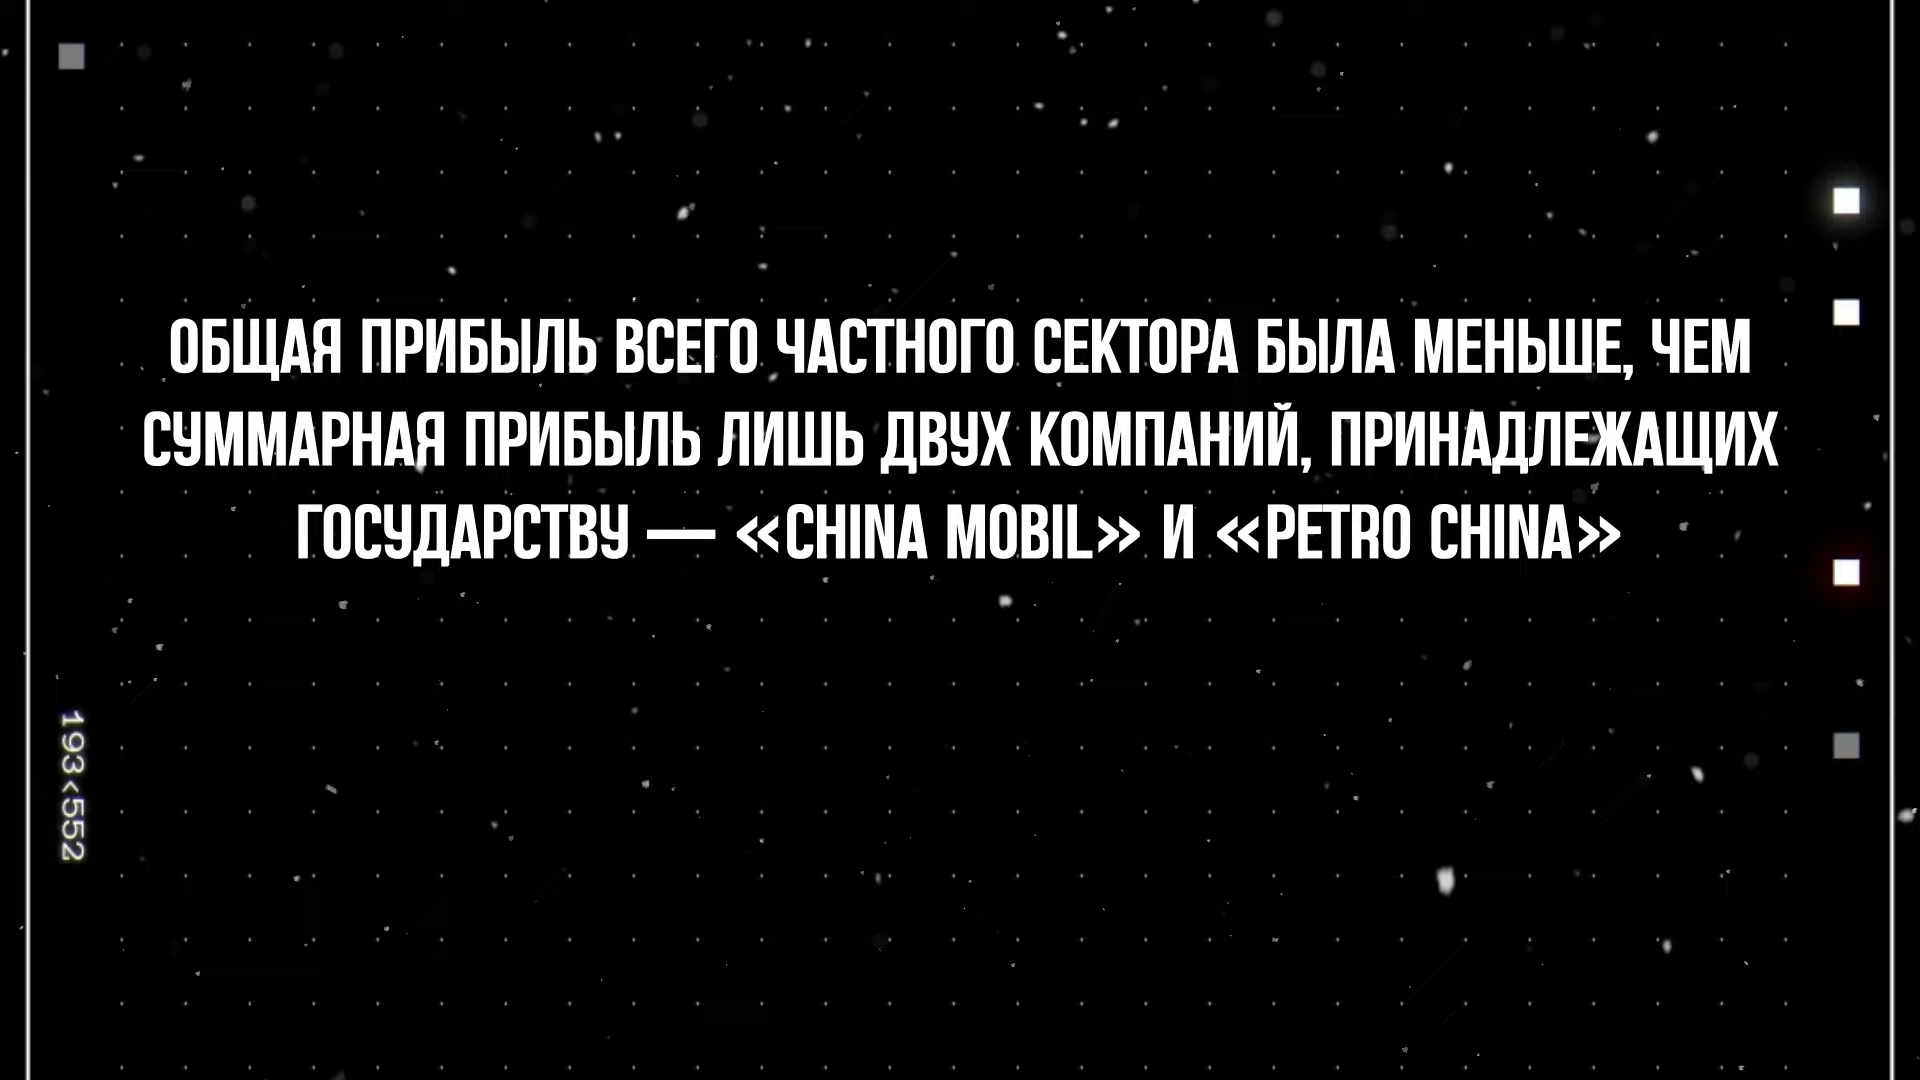 ОБЩАЯ ПРИБЫЛЬ ВСЕГО ЧАСТНОГО СЕКТОРА БЫЛА МЕНЬШЕ, ЧЕМ
СУММАРНАЯ ПРИБЫЛЬ ЛИШЬ ДВУХ КОМПАНИЙ, ПРИНАДЛЕЖАЩИХ
ГОСУДАРСТВУ — «CHINA MOBIL» И «PETRO CHINA»
193<552